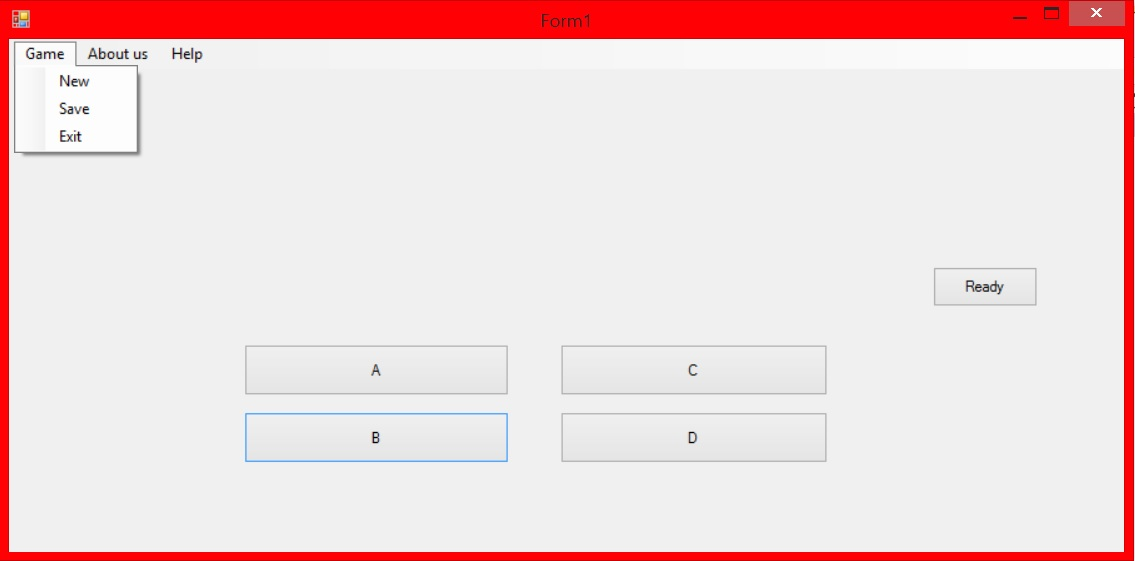 Form1
Game About us Help
New
Save
Exit
Ready
A C
B D